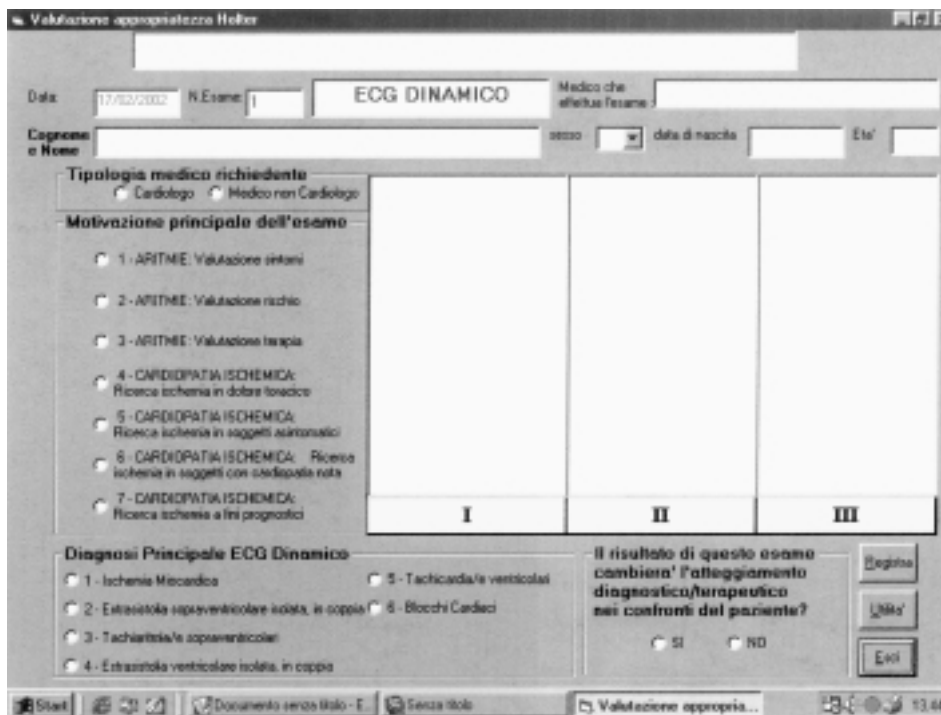 Valutazione appropriatezza Holter
Data: 17/02/2002 N.Esame: 1 ECG DINAMICO Medico che effettua l'esame :
Cognome e Nome sesso data di nascita Eta'
Tipologia medico richiedente
Cardiologo Medico non Cardiologo
Motivazione principale dell'esame
1 - ARITMIE: Valutazione sintomi
2 - ARITMIE: Valutazione rischio
3 - ARITMIE: Valutazione terapia
4 - CARDIOPATIA ISCHEMICA:
Ricerca ischemia in dolore toracico
5 - CARDIOPATIA ISCHEMICA:
Ricerca ischemia in soggetti asintomatici
6 - CARDIOPATIA ISCHEMICA: Ricerca
ischemia in soggetti con cardiopatia nota
7 - CARDIOPATIA ISCHEMICA:
Ricerca ischemia a fini prognostici
I II III
Diagnosi Principale ECG Dinamico
1 - Ischemia Miocardica
2 - Extrasistolia sopraventricolare isolata, in coppia
3 - Tachiaritmia/e sopraventricolari
4 - Extrasistolia ventricolare isolata, in coppia
5 - Tachicardia/e ventricolari
6 - Blocchi Cardiaci
Il risultato di questo esame
cambiera' l'atteggiamento
diagnostico/terapeutico
nei confronti del paziente?
SI NO
Registra
Utilita'
Esci
Start Documento senza titolo - E... Senza titolo Valutazione appropria...